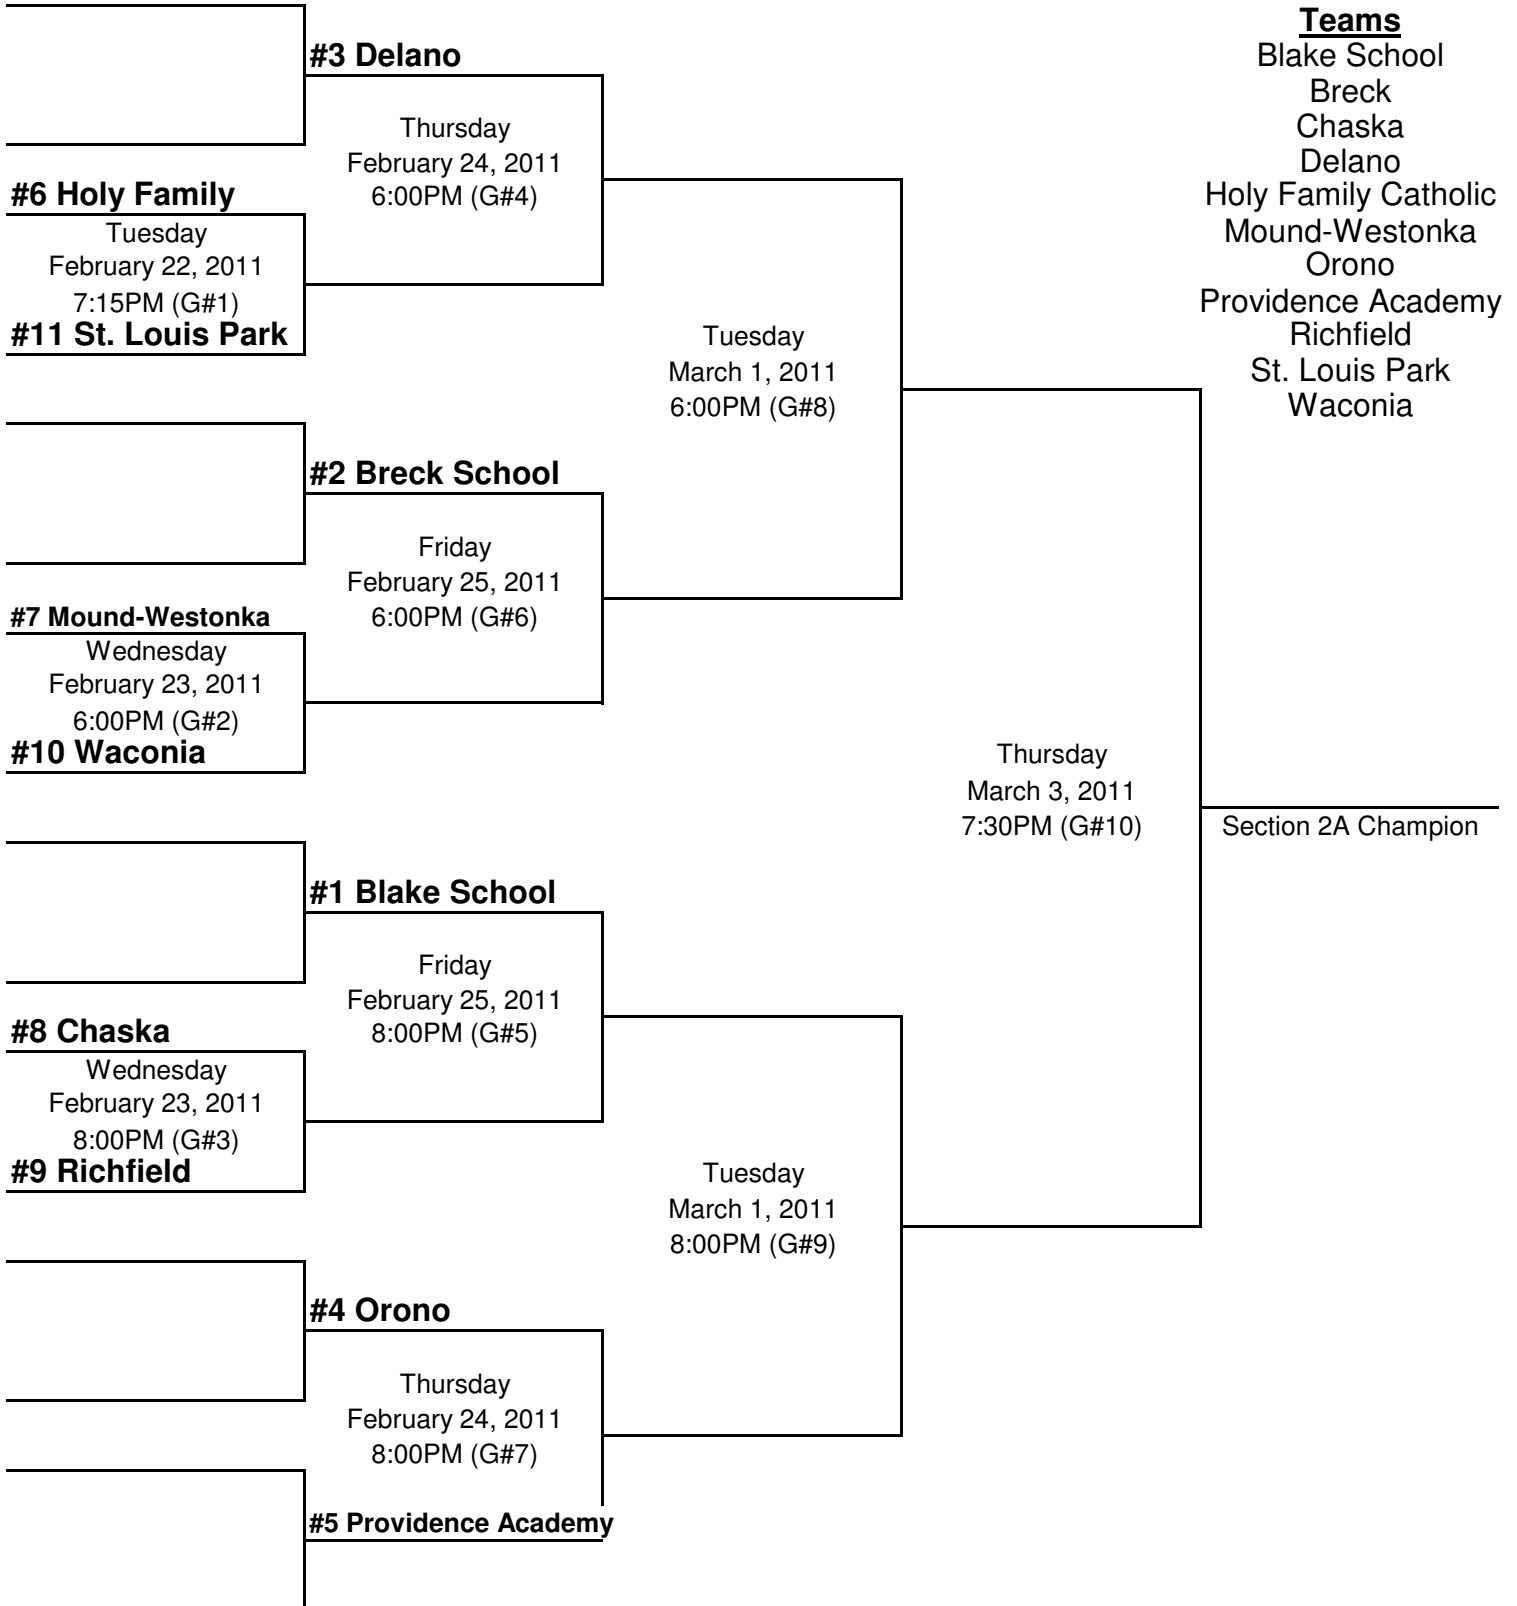 #3 Delano
Thursday
February 24, 2011
6:00PM (G#4)
#6 Holy Family
Tuesday
February 22, 2011
7:15PM (G#1)
#11 St. Louis Park
Tuesday
March 1, 2011
6:00PM (G#8)
#2 Breck School
Friday
February 25, 2011
6:00PM (G#6)
#7 Mound-Westonka
Wednesday
February 23, 2011
6:00PM (G#2)
#10 Waconia
Thursday
March 3, 2011
7:30PM (G#10)
Section 2A Champion
#1 Blake School
Friday
February 25, 2011
8:00PM (G#5)
#8 Chaska
Wednesday
February 23, 2011
8:00PM (G#3)
#9 Richfield
Tuesday
March 1, 2011
8:00PM (G#9)
#4 Orono
Thursday
February 24, 2011
8:00PM (G#7)
#5 Providence Academy
Teams
Blake School
Breck
Chaska
Delano
Holy Family Catholic
Mound-Westonka
Orono
Providence Academy
Richfield
St. Louis Park
Waconia